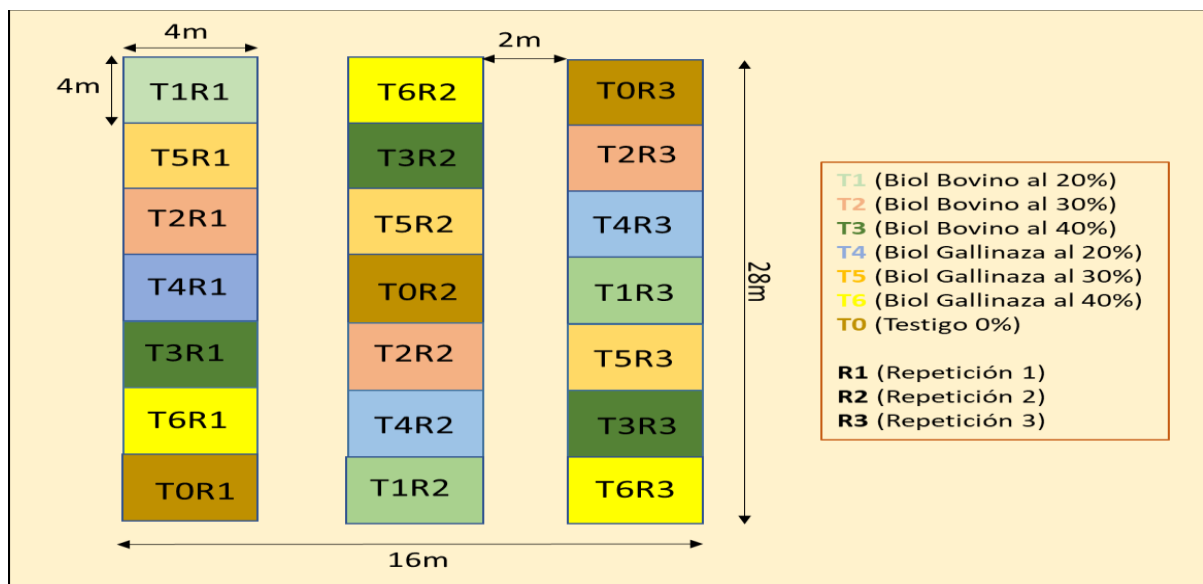 4m
2m
4m
T1R1
T6R2
T0R3
T5R1
T3R2
T2R3
T2R1
T5R2
T4R3
T4R1
T0R2
T1R3
T3R1
T2R2
T5R3
T6R1
T4R2
T3R3
T0R1
T1R2
T6R3
28m
16m
T1 (Biol Bovino al 20%)
T2 (Biol Bovino al 30%)
T3 (Biol Bovino al 40%)
T4 (Biol Gallinaza al 20%)
T5 (Biol Gallinaza al 30%)
T6 (Biol Gallinaza al 40%)
T0 (Testigo 0%)
R1 (Repetición 1)
R2 (Repetición 2)
R3 (Repetición 3)